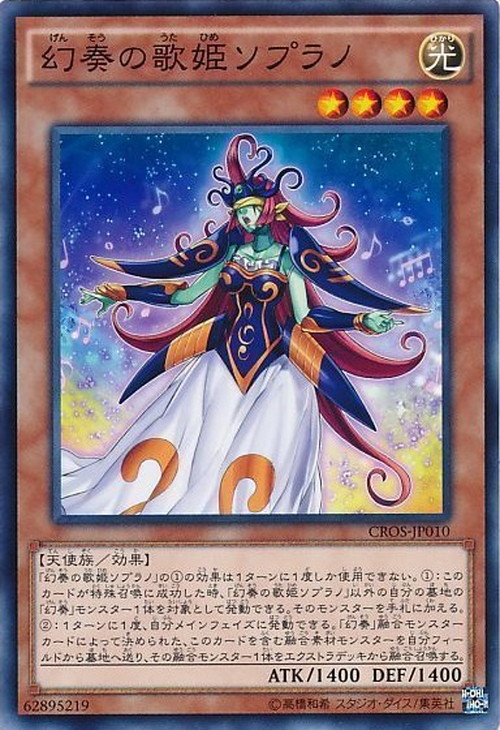 幻奏の歌姫ソプラノ
光
CROS-JP010
【天使族／効果】
「幻奏の歌姫ソプラノ」の①の効果は1ターンに1度しか使用できない。①：この
カードが特殊召喚に成功した時、「幻奏の歌姫ソプラノ」以外の自分の墓地の
「幻奏」モンスター1体を対象として発動できる。そのモンスターを手札に加える。
②：1ターンに1度、自分メインフェイズに発動できる。「幻奏」融合モンスター
カードによって決められた、このカードを含む融合素材モンスターを自分フィー
ルドから墓地へ送り、その融合モンスター1体をエクストラデッキから融合召喚する。
ATK/1400 DEF/1400
62895219
©高橋和希 スタジオ・ダイス/集英社